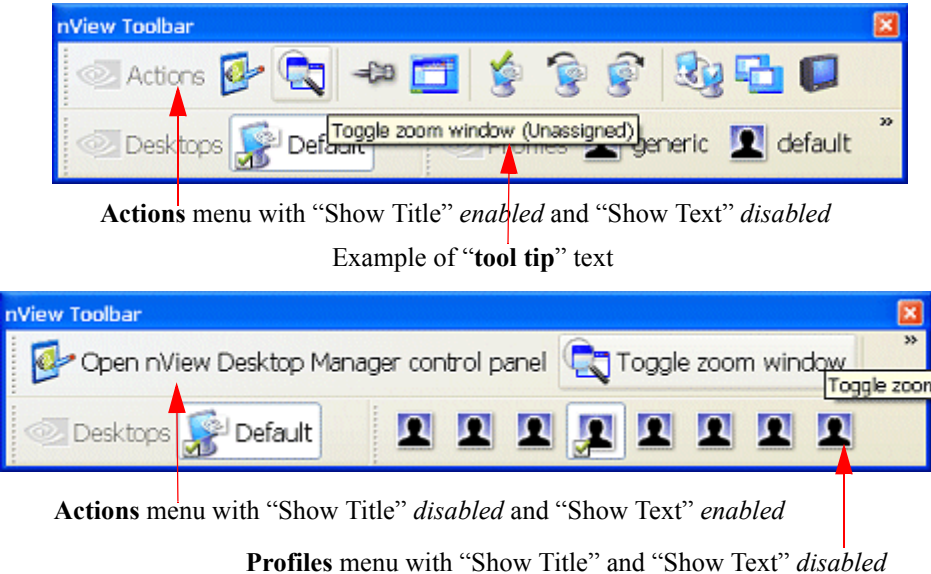 nView Toolbar
Actions
Toggle zoom window (Unassigned)
Desktops Default Profiles generic default »
Actions menu with “Show Title” enabled and “Show Text” disabled
Example of “tool tip” text
nView Toolbar
Open nView Desktop Manager control panel Toggle zoom window »
Toggle zoon
Desktops Default
Actions menu with “Show Title” disabled and “Show Text” enabled
Profiles menu with “Show Title” and “Show Text” disabled